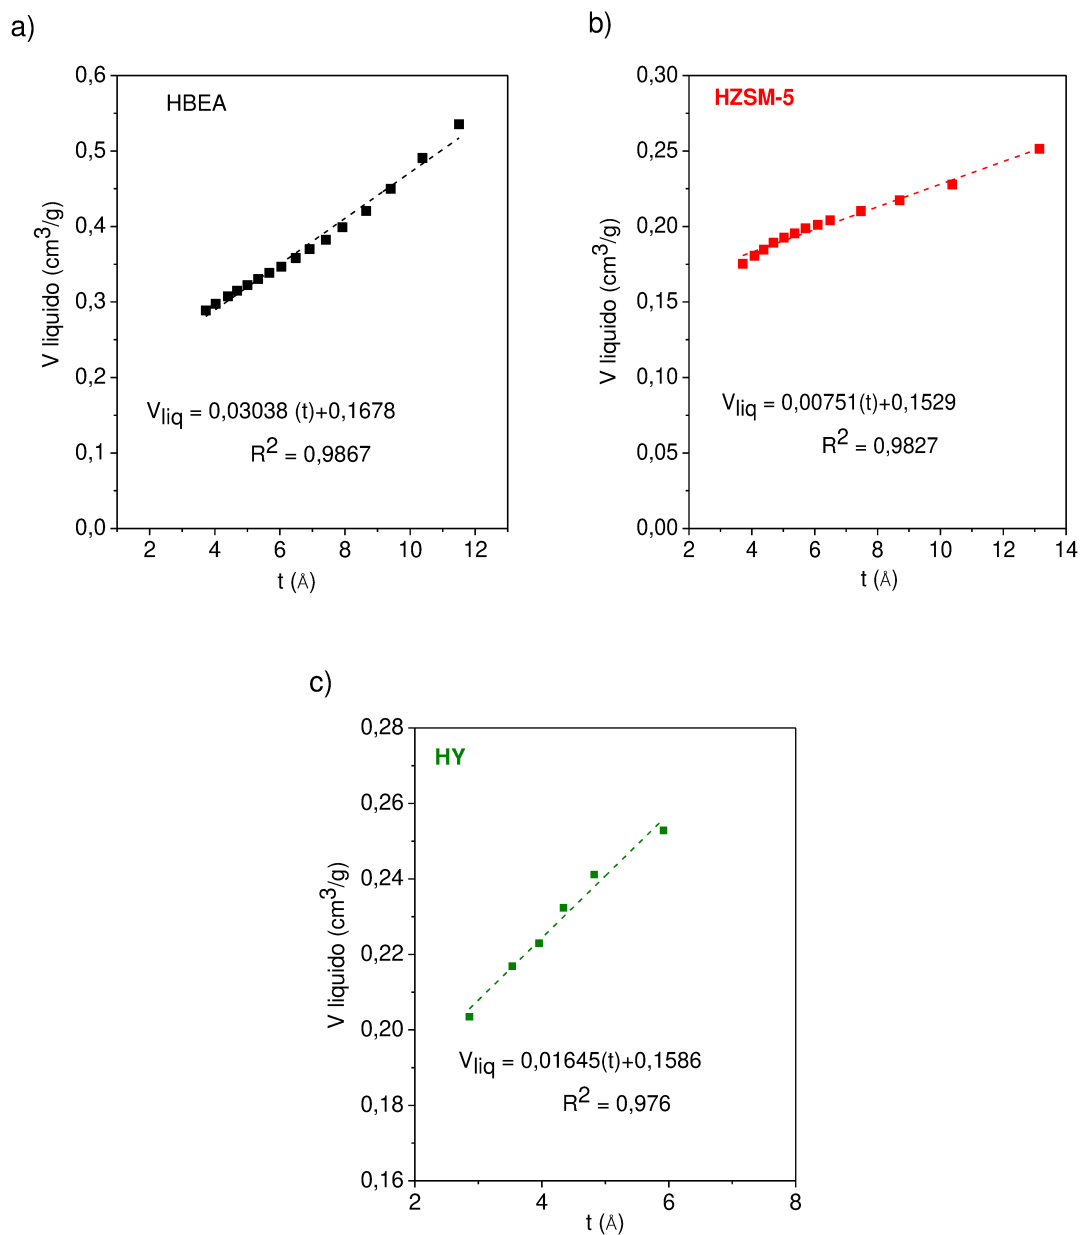 a)
HBEA
0,6
0,5
0,4
0,3
0,2
0,1
0,0
V liquido (cm³/g)
V_liq = 0,03038 (t)+0,1678
R² = 0,9867
2 4 6 8 10 12
t (Å)
b)
HZSM-5
0,30
0,25
0,20
0,15
0,10
0,05
0,00
V liquido (cm³/g)
V_liq = 0,00751(t)+0,1529
R² = 0,9827
2 4 6 8 10 12 14
t (Å)
c)
HY
0,28
0,26
0,24
0,22
0,20
0,18
0,16
V liquido (cm³/g)
V_liq = 0,01645(t)+0,1586
R² = 0,976
2 4 6 8
t (Å)